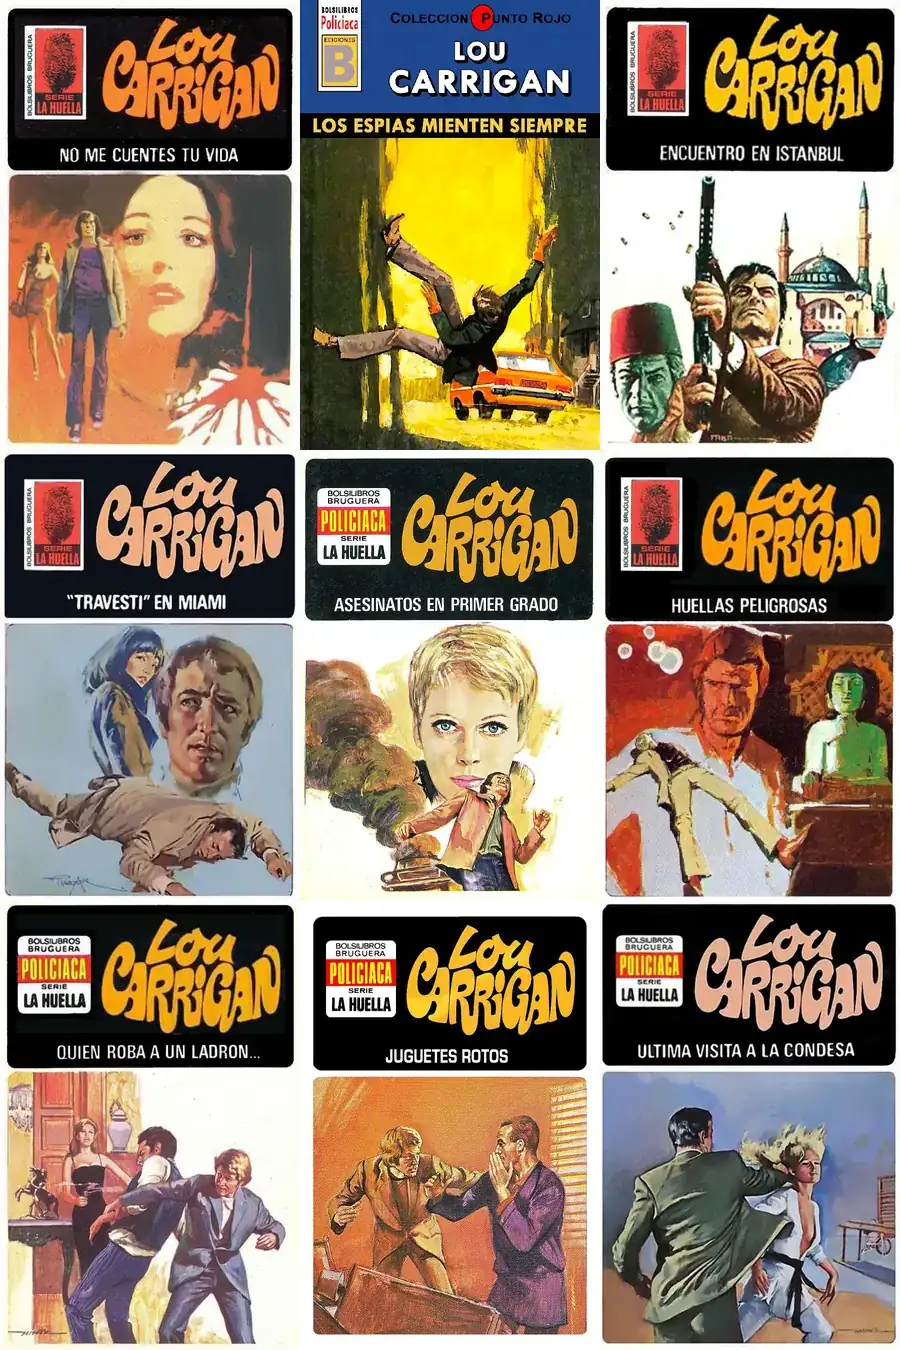 BOLSILIBROS BRUGUERA
SERIE
LA HUELLA
LOU
CARRIGAN
NO ME CUENTES TU VIDA
BOLSILIBROS
Policiaca
EDICIONES
B
COLECCION PUNTO ROJO
LOU
CARRIGAN
LOS ESPIAS MIENTEN SIEMPRE
BOLSILIBROS BRUGUERA
SERIE
LA HUELLA
LOU
CARRIGAN
ENCUENTRO EN ISTANBUL
BOLSILIBROS BRUGUERA
SERIE
LA HUELLA
LOU
CARRIGAN
"TRAVESTI" EN MIAMI
BOLSILIBROS
BRUGUERA
POLICIACA
SERIE
LA HUELLA
LOU
CARRIGAN
ASESINATOS EN PRIMER GRADO
BOLSILIBROS BRUGUERA
SERIE
LA HUELLA
LOU
CARRIGAN
HUELLAS PELIGROSAS
BOLSILIBROS
BRUGUERA
POLICIACA
SERIE
LA HUELLA
LOU
CARRIGAN
QUIEN ROBA A UN LADRON...
BOLSILIBROS
BRUGUERA
POLICIACA
SERIE
LA HUELLA
LOU
CARRIGAN
JUGUETES ROTOS
BOLSILIBROS
BRUGUERA
POLICIACA
SERIE
LA HUELLA
LOU
CARRIGAN
ULTIMA VISITA A LA CONDESA